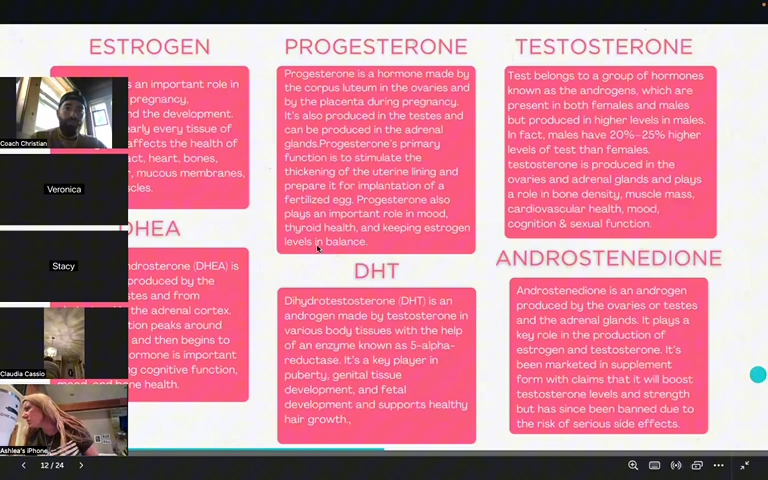 ESTROGEN
s an important role in
pregnancy,
nd the development.
early every tissue of
affects the health of
act, heart, bones,
r, mucous membranes,
scles.
PROGESTERONE
Progesterone is a hormone made by
the corpus luteum in the ovaries and
by the placenta during pregnancy.
It's also produced in the testes and
can be produced in the adrenal
glands.Progesterone's primary
function is to stimulate the
thickening of the uterine lining and
prepare it for implantation of a
fertilized egg. Progesterone also
plays an important role in mood,
thyroid health, and keeping estrogen
levels in balance.
TESTOSTERONE
Test belongs to a group of hormones
known as the androgens, which are
present in both females and males
but produced in higher levels in males.
In fact, males have 20%-25% higher
levels of test than females.
testosterone is produced in the
ovaries and adrenal glands and plays
a role in bone density, muscle mass,
cardiovascular health, mood,
cognition & sexual function.
DHEA
ndrosterone (DHEA) is
produced by the
stes and from
the adrenal cortex.
tion peaks around
and then begins to
ormone is important
ng cognitive function,
mood, and bone health.
DHT
Dihydrotestosterone (DHT) is an
androgen made by testosterone in
various body tissues with the help
of an enzyme known as 5-alpha-
reductase. It's a key player in
puberty, genital tissue
development, and fetal
development and supports healthy
hair growth.,
ANDROSTENEDIONE
Androstenedione is an androgen
produced by the ovaries or testes
and the adrenal glands. It plays a
key role in the production of
estrogen and testosterone. It's
been marketed in supplement
form with claims that it will boost
testosterone levels and strength
but has since been banned due to
the risk of serious side effects.
Coach Christian
Veronica
Stacy
Claudia Cassio
Ashlea's iPhone
12 / 24